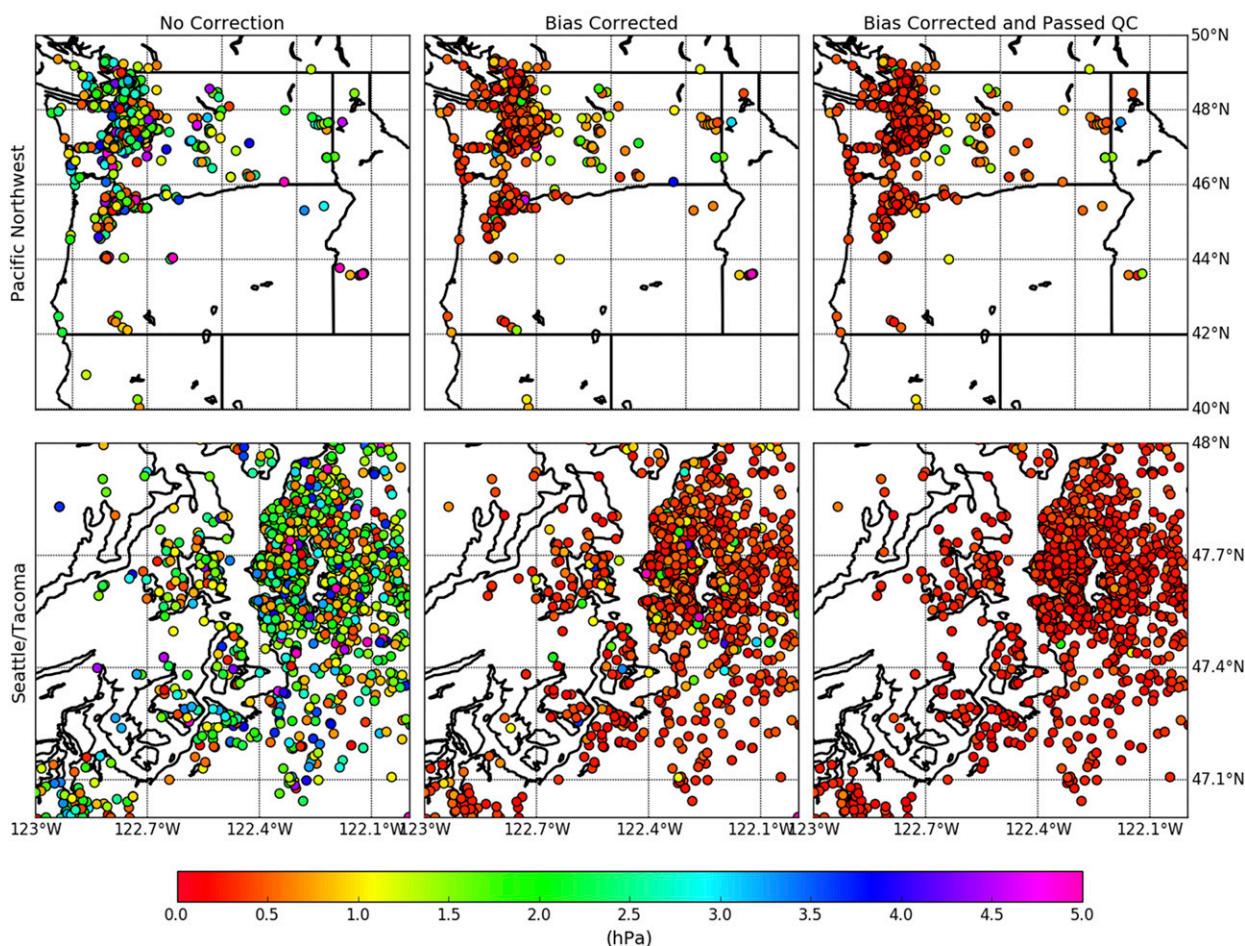 No Correction
Bias Corrected
Bias Corrected and Passed QC
Pacific Northwest
50°N
48°N
46°N
44°N
42°N
40°N
Seattle/Tacoma
48°N
47.7°N
47.4°N
47.1°N
123°W 122.7°W 122.4°W 122.1°W
123°W 122.7°W 122.4°W 122.1°W
123°W 122.7°W 122.4°W 122.1°W
0.0 0.5 1.0 1.5 2.0 2.5 3.0 3.5 4.0 4.5 5.0
(hPa)